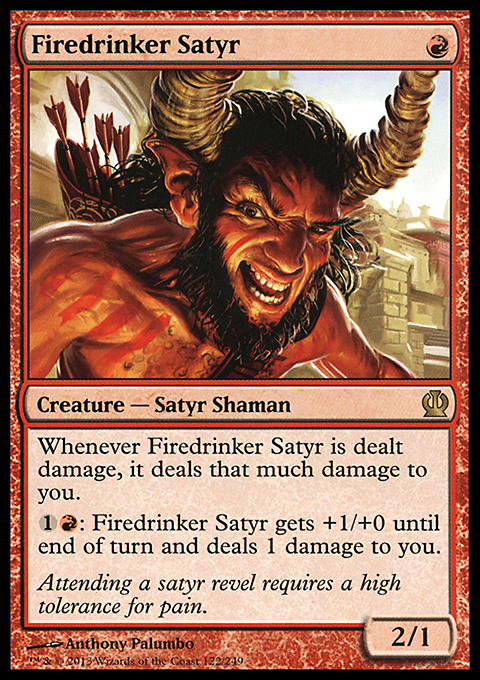 Firedrinker Satyr
Creature — Satyr Shaman
Whenever Firedrinker Satyr is dealt
damage, it deals that much damage to
you.
1 : Firedrinker Satyr gets +1/+0 until
end of turn and deals 1 damage to you.
Attending a satyr revel requires a high
tolerance for pain.
Anthony Palumbo
2/1
™ & © 2013 Wizards of the Coast 122/249